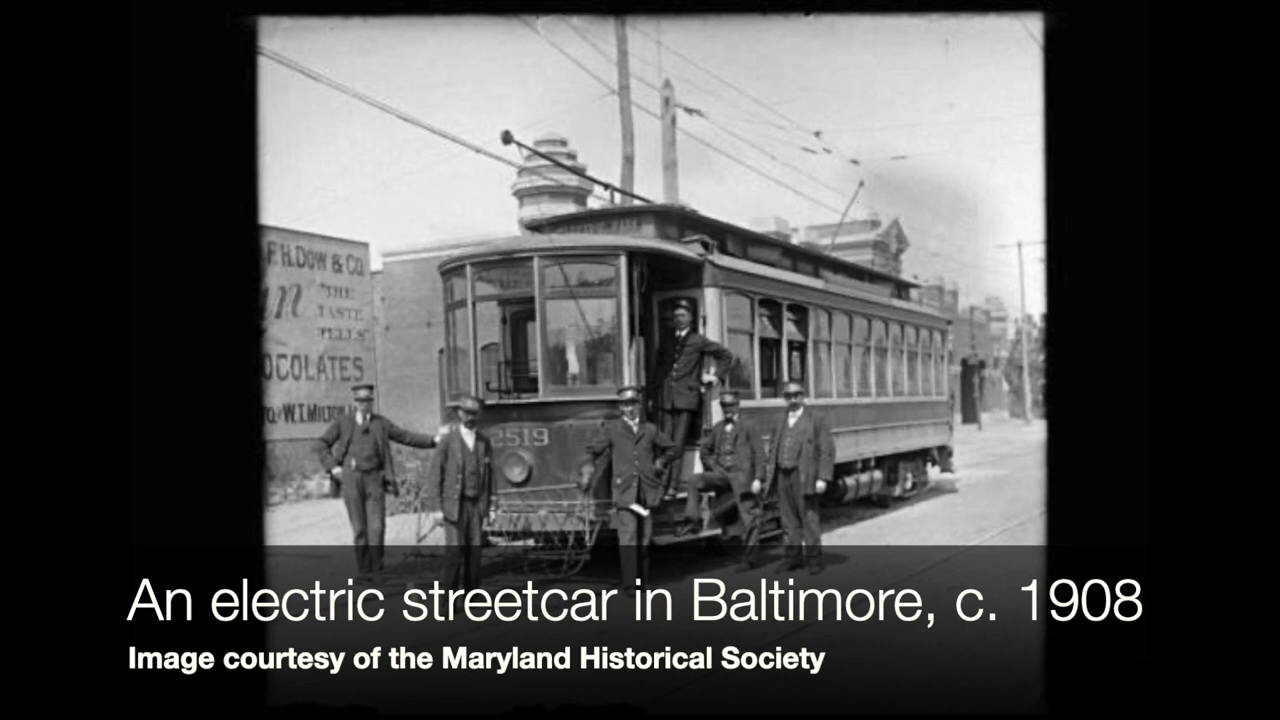 F.H. DOW & CO.
"THE
TASTE
TELLS"
OCOLATES
W.T. MILTON
2519
An electric streetcar in Baltimore, c. 1908
Image courtesy of the Maryland Historical Society